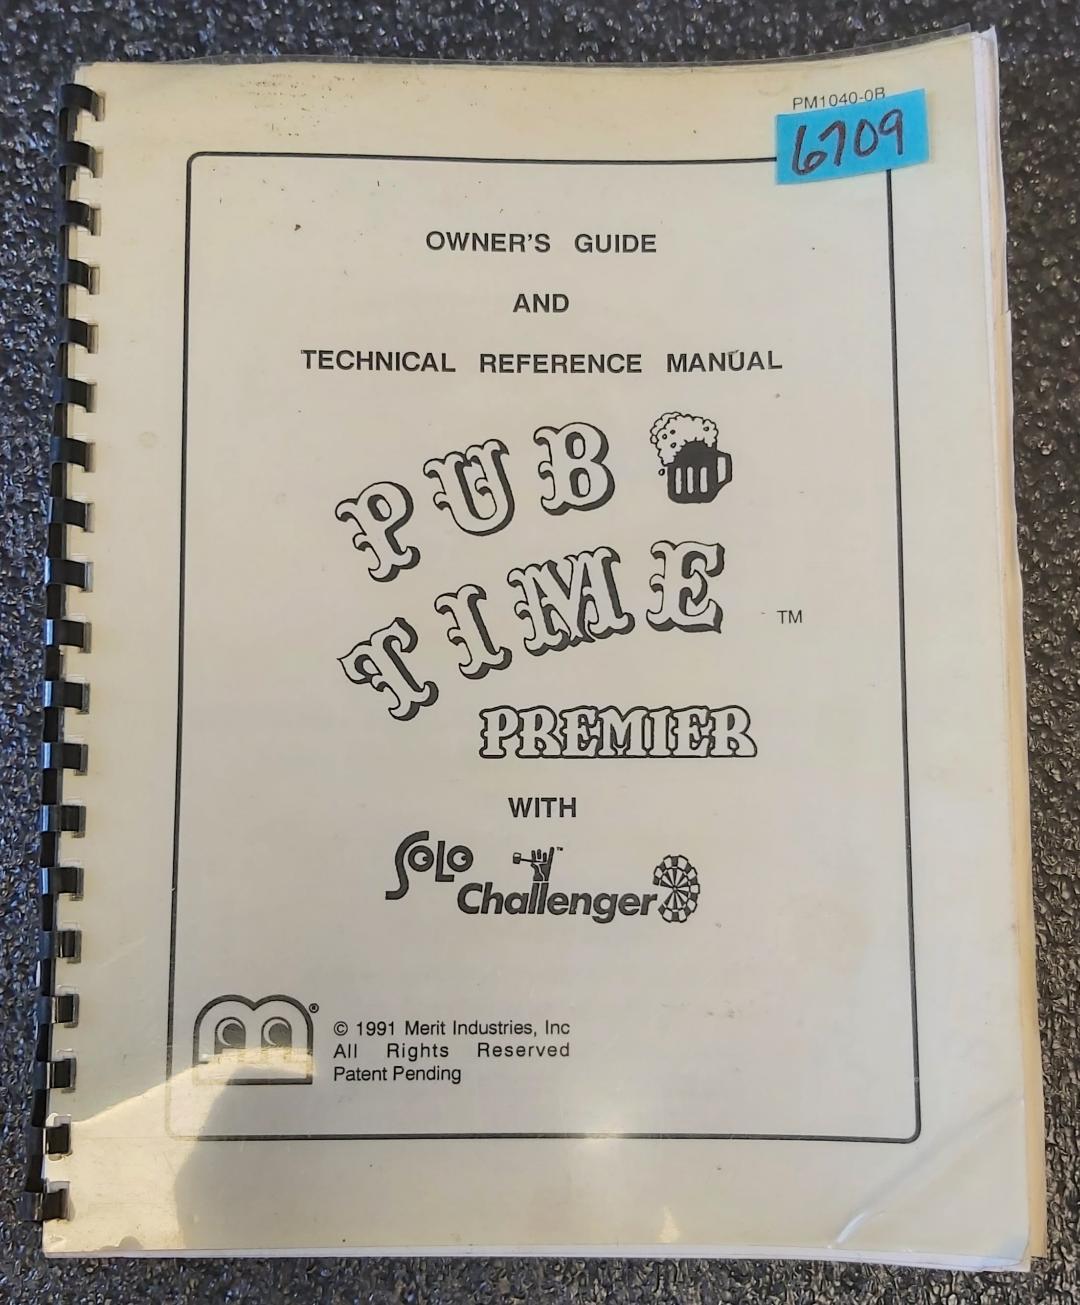 PM1040-0B
6709
OWNER'S GUIDE
AND
TECHNICAL REFERENCE MANUAL
PUB
TIME TM
PREMIER
WITH
SOLO TM
Challenger
® © 1991 Merit Industries, Inc
All Rights Reserved
Patent Pending